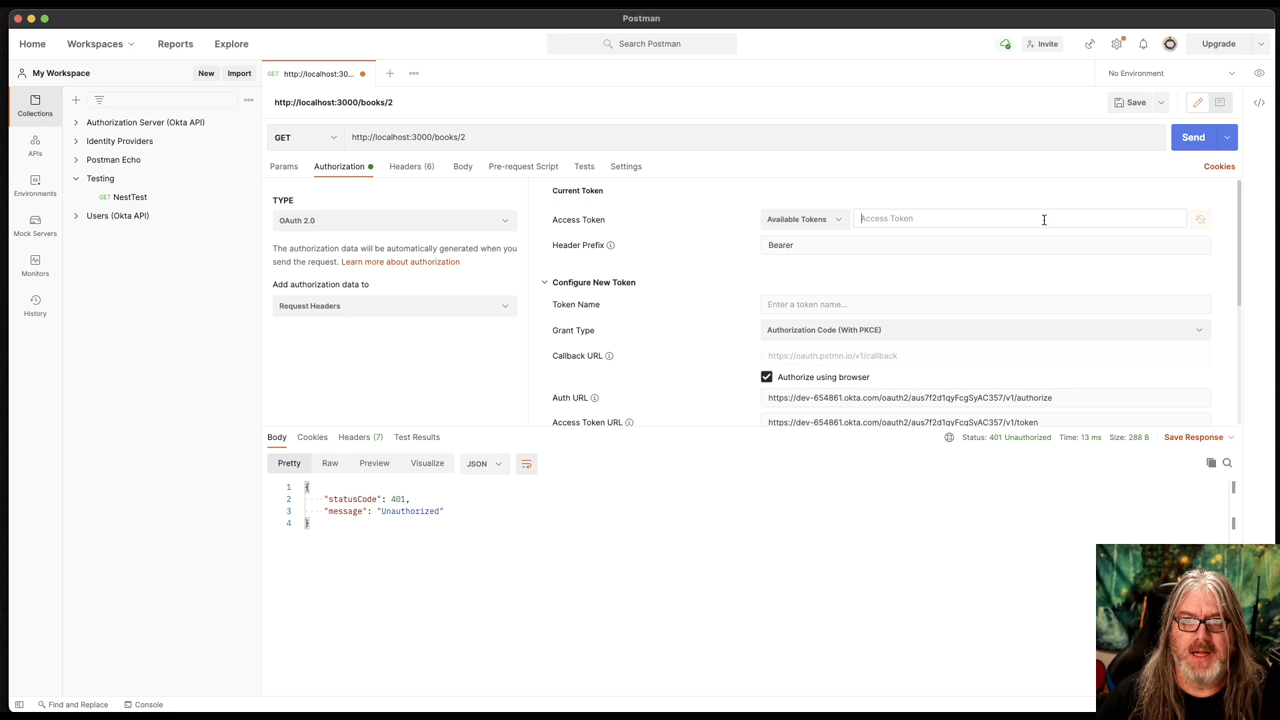 Postman
Home
Workspaces
Reports
Explore
Search Postman
Invite
Upgrade
My Workspace
New
Import
GET http://localhost:30...
No Environment
Collections
APIs
Environments
Mock Servers
Monitors
History
Authorization Server (Okta API)
Identity Providers
Postman Echo
Testing
GET NestTest
Users (Okta API)
http://localhost:3000/books/2
Save
GET
http://localhost:3000/books/2
Send
Params
Authorization
Headers (6)
Body
Pre-request Script
Tests
Settings
Cookies
TYPE
OAuth 2.0
The authorization data will be automatically generated when you
send the request. Learn more about authorization
Add authorization data to
Request Headers
Current Token
Access Token
Available Tokens
Access Token
Header Prefix
Bearer
Configure New Token
Token Name
Enter a token name...
Grant Type
Authorization Code (With PKCE)
Callback URL
https://oauth.pstmn.io/v1/callback
Authorize using browser
Auth URL
https://dev-654861.okta.com/oauth2/aus7f2d1qyFcgSyAC357/v1/authorize
Access Token URL
https://dev-654861.okta.com/oauth2/aus7f2d1qyFcgSyAC357/v1/token
Body
Cookies
Headers (7)
Test Results
Status: 401 Unauthorized
Time: 13 ms
Size: 288 B
Save Response
Pretty
Raw
Preview
Visualize
JSON
1 {
2 "statusCode": 401,
3 "message": "Unauthorized"
4 }
Find and Replace
Console